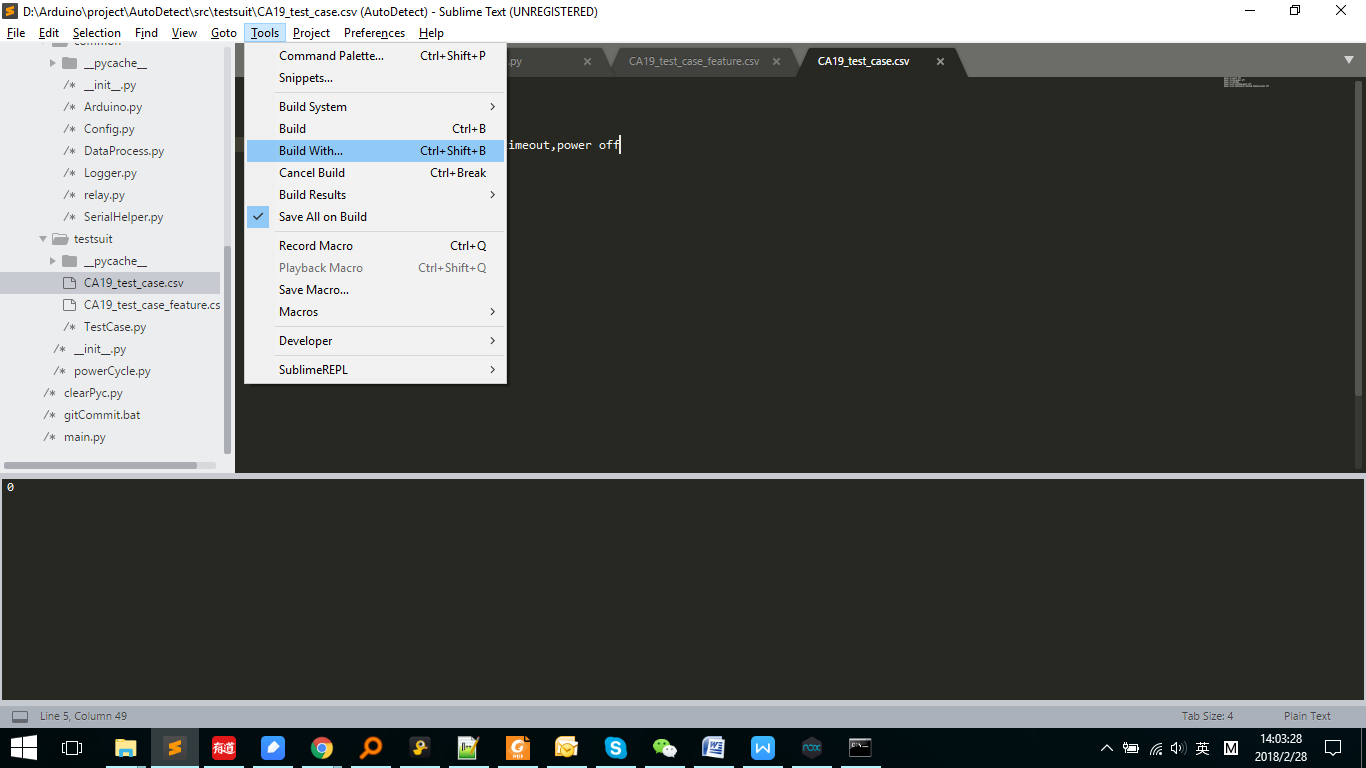 D:\Arduino\project\AutoDetect\src\testsuit\CA19_test_case.csv (AutoDetect) - Sublime Text (UNREGISTERED)
File Edit Selection Find View Goto Tools Project Preferences Help
common
__pycache__
/* __init__.py
/* Arduino.py
/* Config.py
/* DataProcess.py
/* Logger.py
/* relay.py
/* SerialHelper.py
testsuit
__pycache__
CA19_test_case.csv
CA19_test_case_feature.cs
/* TestCase.py
/* __init__.py
/* powerCycle.py
/* clearPyc.py
/* gitCommit.bat
/* main.py
Command Palette... Ctrl+Shift+P
Snippets...
Build System
Build Ctrl+B
Build With... Ctrl+Shift+B
Cancel Build Ctrl+Break
Build Results
Save All on Build
Record Macro Ctrl+Q
Playback Macro Ctrl+Shift+Q
Save Macro...
Macros
Developer
SublimeREPL
.py
CA19_test_case_feature.csv
CA19_test_case.csv
imeout,power off
0
Line 5, Column 49
Tab Size: 4
Plain Text
有道
英
M
14:03:28
2018/2/28